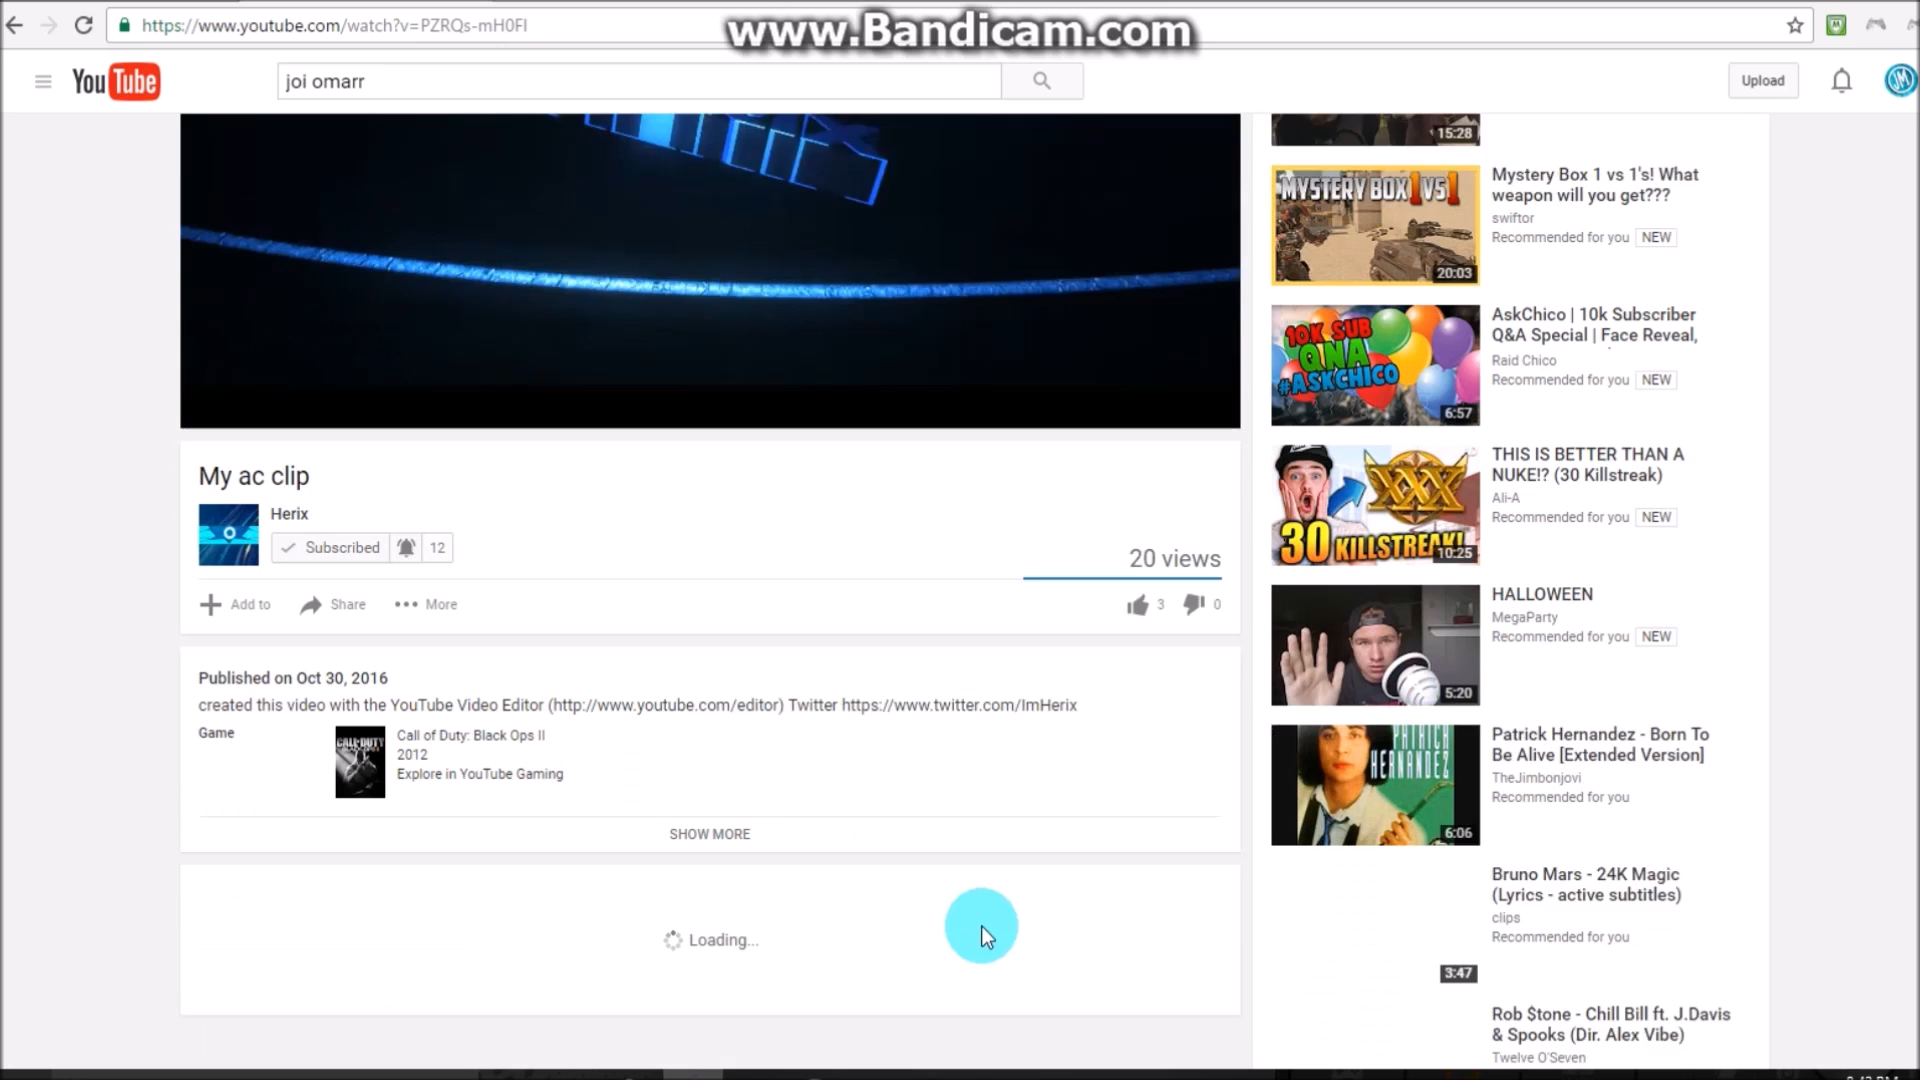 https://www.youtube.com/watch?v=PZRQs-mH0FI
www.Bandicam.com
YouTube
joi omarr
Upload
JM
15:28
MYSTERY BOX 1 VS 1
20:03
Mystery Box 1 vs 1's! What
weapon will you get???
swiftor
Recommended for you NEW
10K SUB
QNA
#ASKCHICO
6:57
AskChico | 10k Subscriber
Q&A Special | Face Reveal,
Raid Chico
Recommended for you NEW
XXX
30 KILLSTREAK!
10:25
THIS IS BETTER THAN A
NUKE!? (30 Killstreak)
Ali-A
Recommended for you NEW
5:20
HALLOWEEN
MegaParty
Recommended for you NEW
PATRICK
HERNANDEZ
6:06
Patrick Hernandez - Born To
Be Alive [Extended Version]
TheJimbonjovi
Recommended for you
3:47
Bruno Mars - 24K Magic
(Lyrics - active subtitles)
clips
Recommended for you
Rob $tone - Chill Bill ft. J.Davis
& Spooks (Dir. Alex Vibe)
Twelve O'Seven
My ac clip
Herix
Subscribed 12
20 views
Add to Share More
3 0
Published on Oct 30, 2016
created this video with the YouTube Video Editor (http://www.youtube.com/editor) Twitter https://www.twitter.com/ImHerix
Game
CALL OF DUTY
Call of Duty: Black Ops II
2012
Explore in YouTube Gaming
SHOW MORE
Loading...